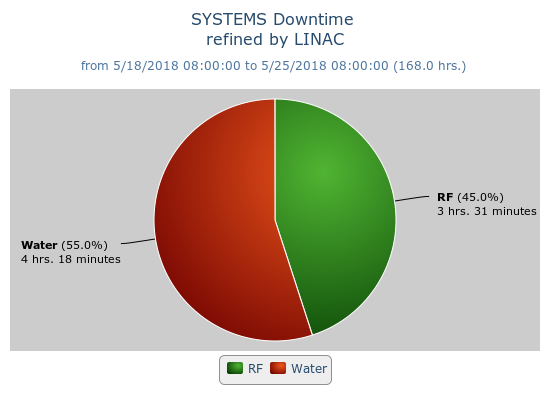 SYSTEMS Downtime
refined by LINAC
from 5/18/2018 08:00:00 to 5/25/2018 08:00:00 (168.0 hrs.)
RF (45.0%)
3 hrs. 31 minutes
Water (55.0%)
4 hrs. 18 minutes
RF Water